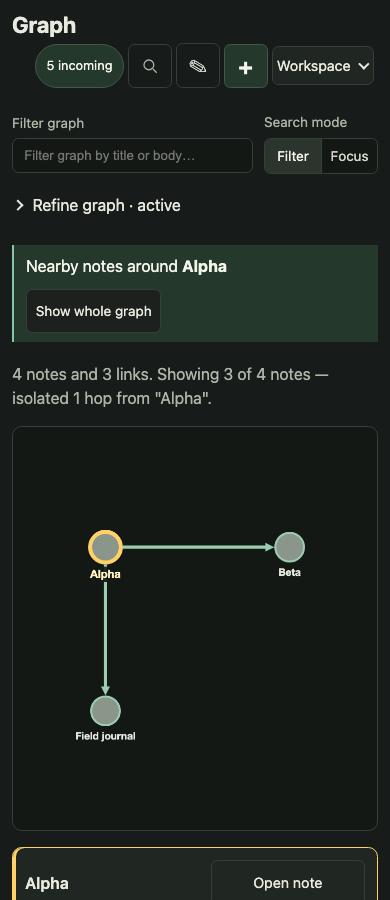 Graph
5 incoming
Workspace
Filter graph
Search mode
Filter graph by title or body…
Filter
Focus
Refine graph · active
Nearby notes around Alpha
Show whole graph
4 notes and 3 links. Showing 3 of 4 notes —
isolated 1 hop from "Alpha".
Alpha
Beta
Field journal
Alpha
Open note